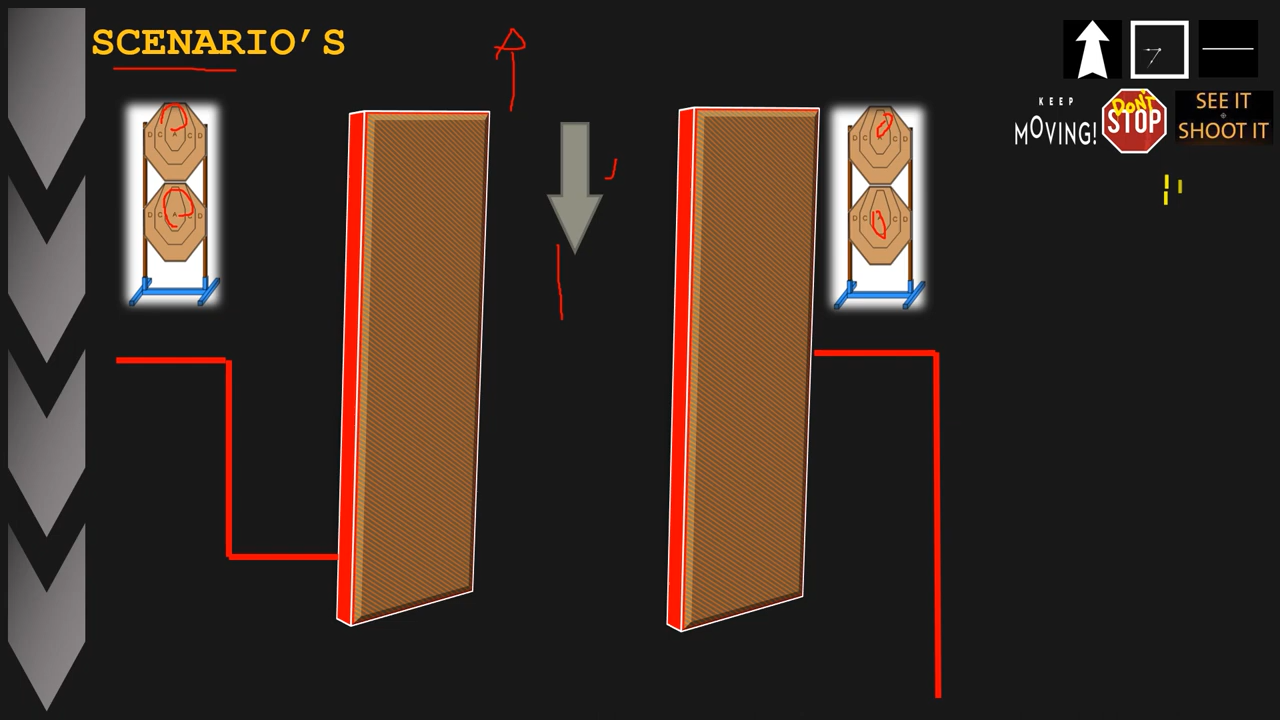 SCENARIO'S
KEEP
MOVING!
DON'T
STOP
SEE IT
SHOOT IT
D C A C D
D C A C D
D C C D
D C C D